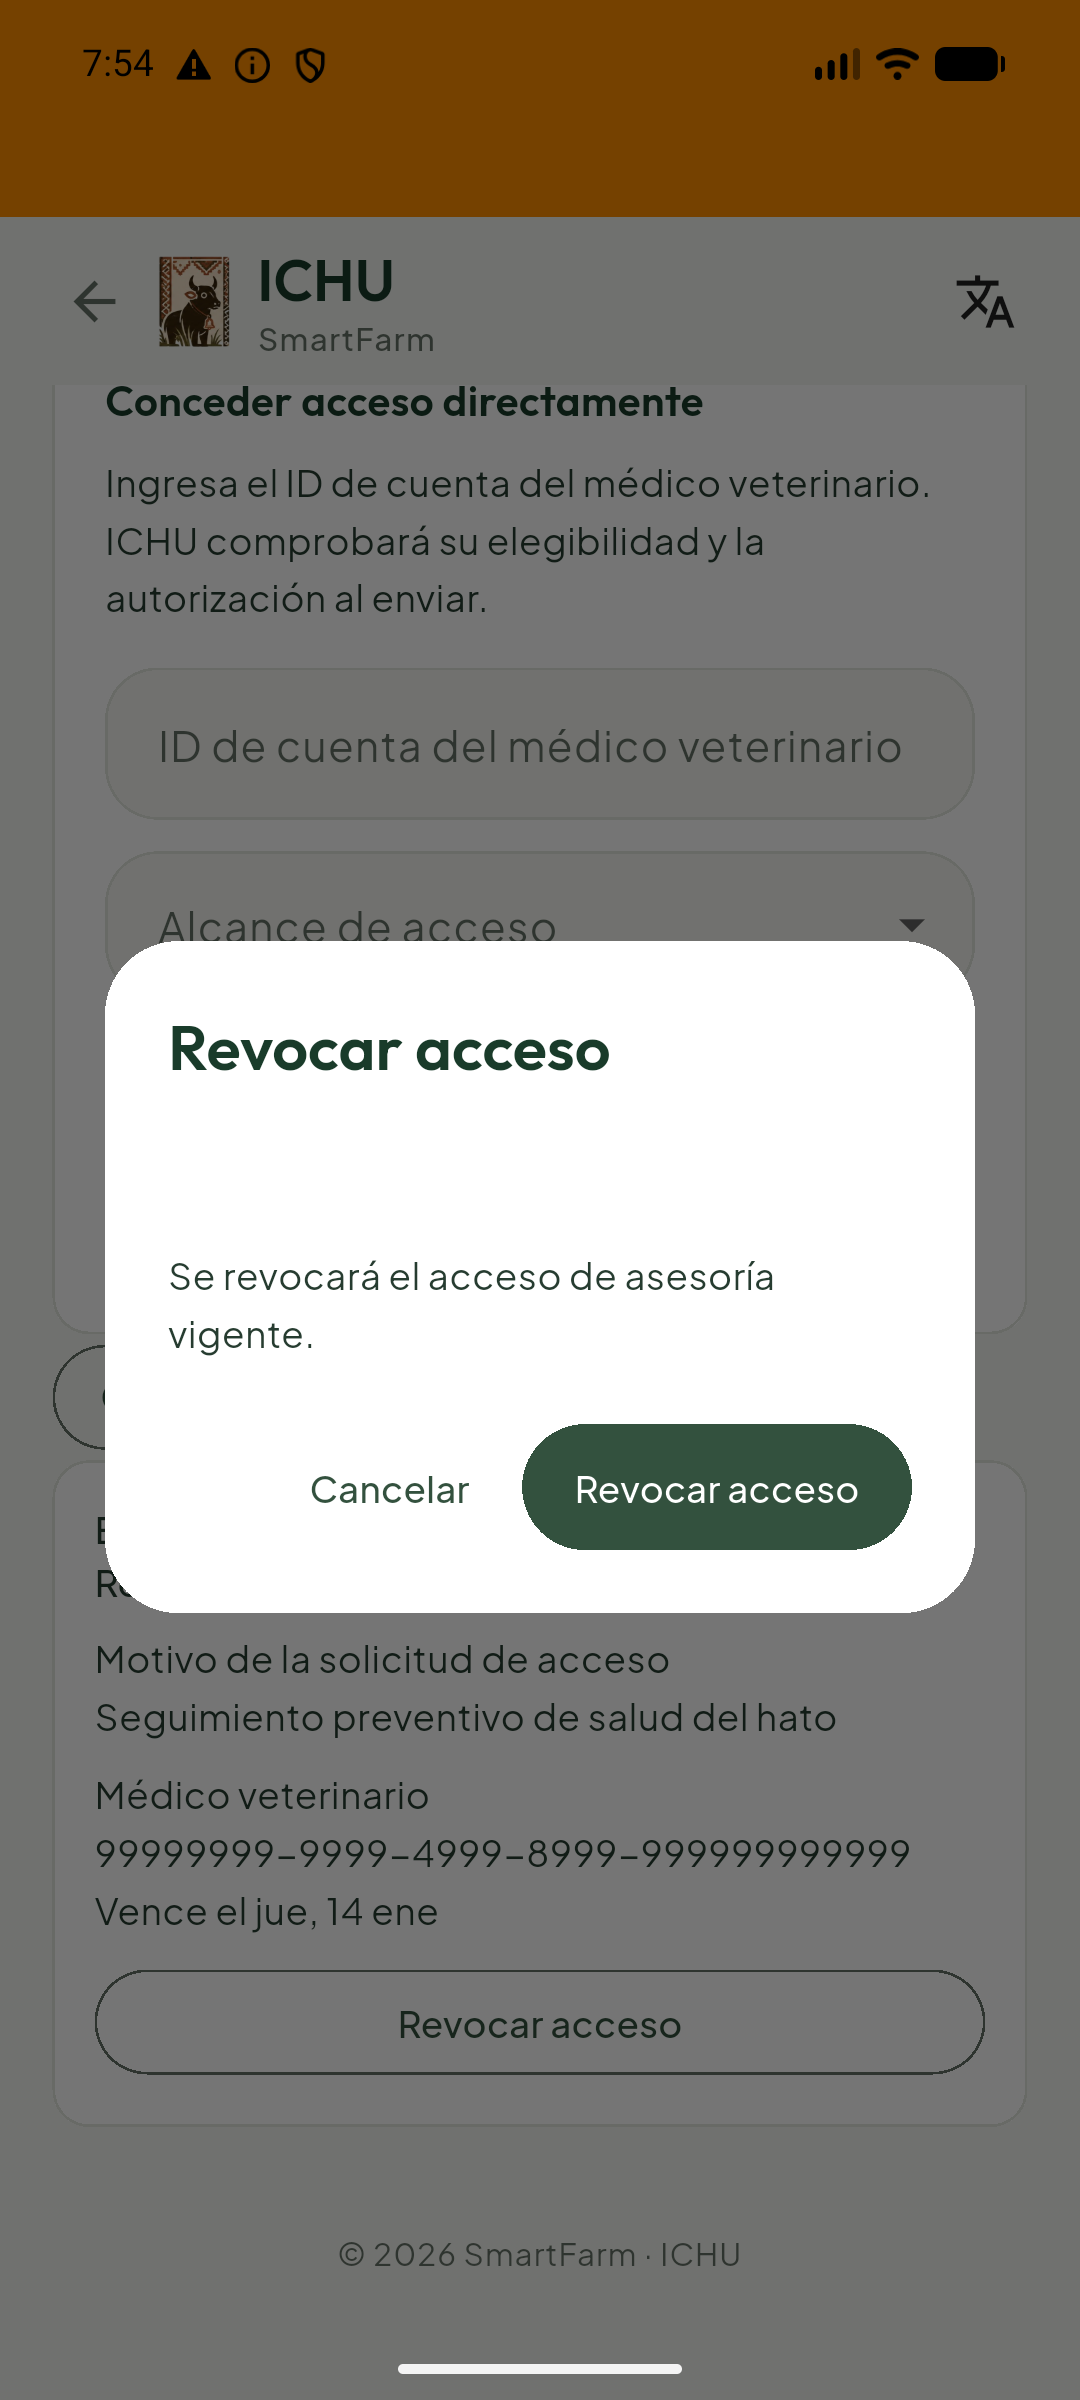 7:54
ICHU
SmartFarm
Conceder acceso directamente
Ingresa el ID de cuenta del médico veterinario.
ICHU comprobará su elegibilidad y la
autorización al enviar.
ID de cuenta del médico veterinario
Alcance de acceso
Revocar acceso
Se revocará el acceso de asesoría
vigente.
Cancelar
Revocar acceso
Motivo de la solicitud de acceso
Seguimiento preventivo de salud del hato
Médico veterinario
99999999-9999-4999-8999-999999999999
Vence el jue, 14 ene
Revocar acceso
© 2026 SmartFarm · ICHU